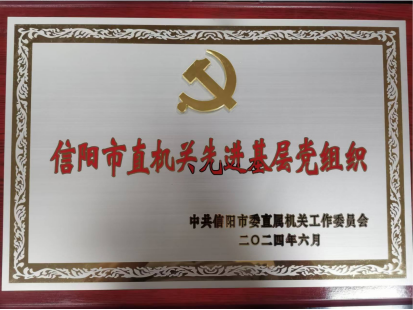 信阳市直机关先进基层党组织
中共信阳市委直属机关工作委员会
二〇二四年六月